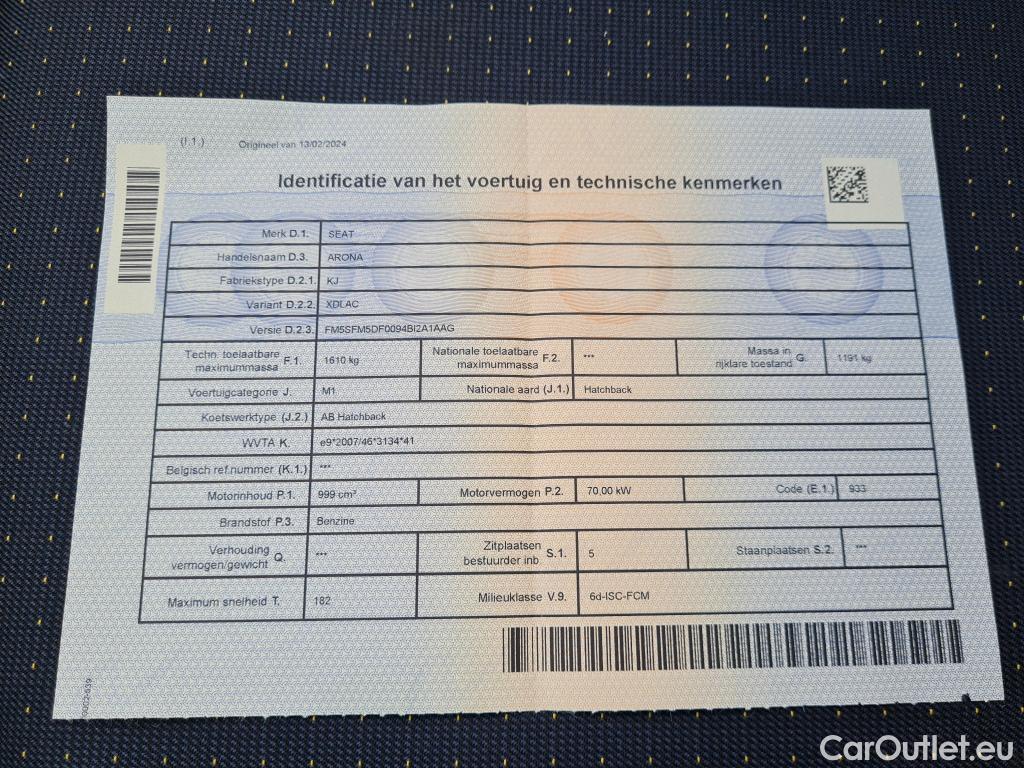 (I.1.) Origineel van 13/02/2024
Identificatie van het voertuig en technische kenmerken
Merk D.1. SEAT
Handelsnaam D.3. ARONA
Fabriekstype D.2.1. KJ
Variant D.2.2. XDLAC
Versie D.2.3. FM5SFM5DF0094BI2A1AAG
Techn. toelaatbare maximummassa F.1. 1610 kg Nationale toelaatbare maximummassa F.2. *** Massa in rijklare toestand G. 1191 kg
Voertuigcategorie J. M1 Nationale aard (J.1.) Hatchback
Koetswerktype (J.2.) AB Hatchback
WVTA K. e9*2007/46*3134*41
Belgisch ref.nummer (K.1.) ***
Motorinhoud P.1. 999 cm³ Motorvermogen P.2. 70,00 kW Code (E.1.) 933
Brandstof P.3. Benzine
Verhouding vermogen/gewicht Q. *** Zitplaatsen bestuurder inb. S.1. 5 Staanplaatsen S.2. ***
Maximum snelheid T. 182 Milieuklasse V.9. 6d-ISC-FCM
CarOutlet.eu